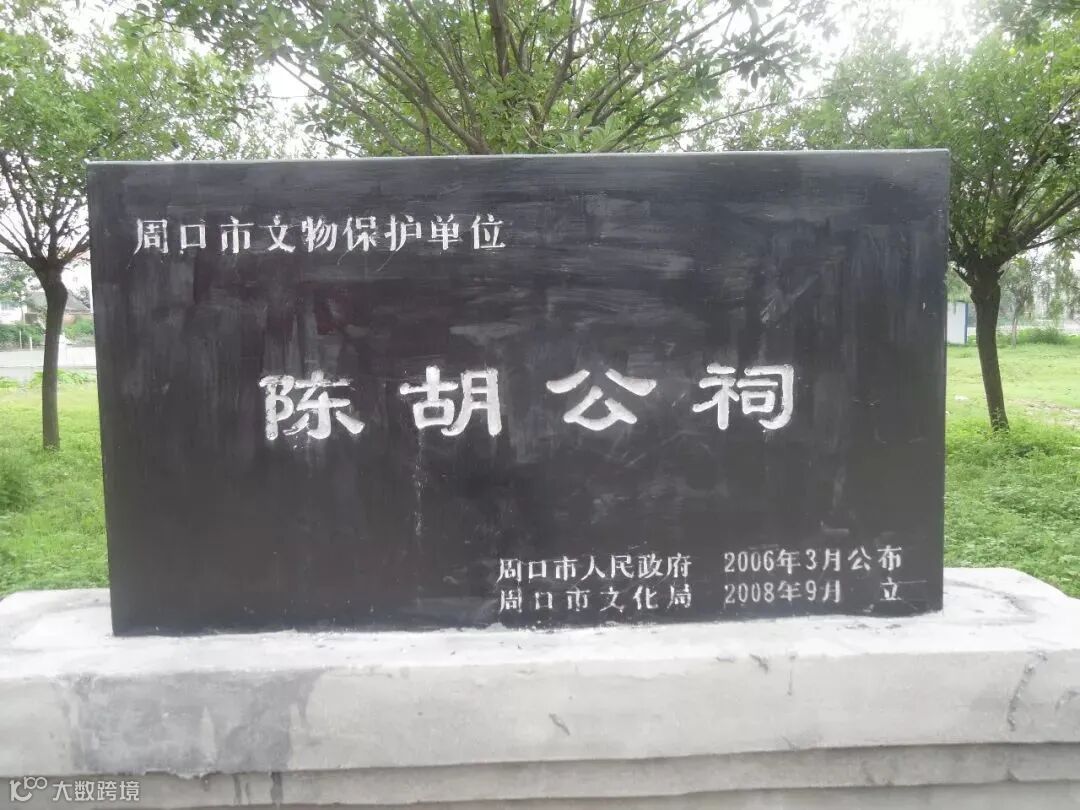 周口市文物保护单位
陈胡公祠
周口市人民政府 2006年3月公布
周口市文化局 2008年9月 立
大数跨境